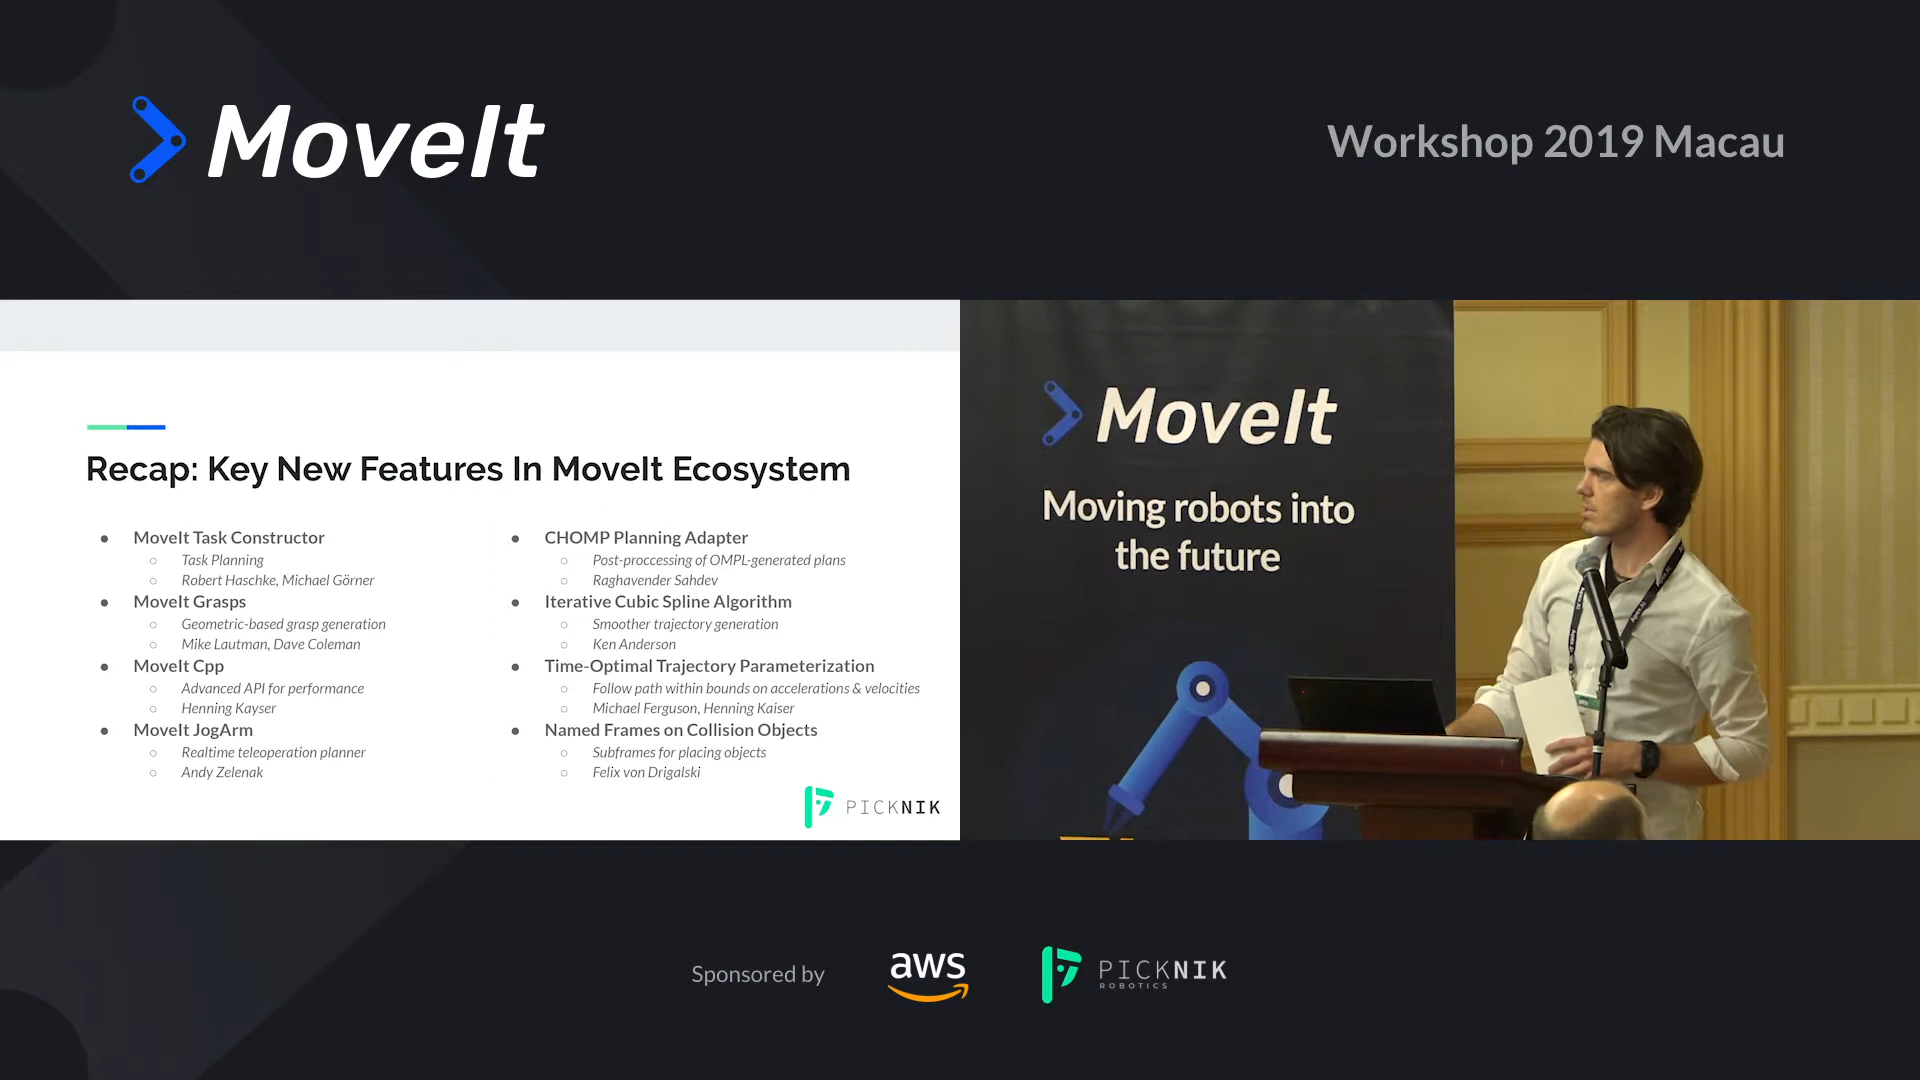 MoveIt
Workshop 2019 Macau
Recap: Key New Features In MoveIt Ecosystem
MoveIt Task Constructor
Task Planning
Robert Haschke, Michael Görner
MoveIt Grasps
Geometric-based grasp generation
Mike Lautman, Dave Coleman
MoveIt Cpp
Advanced API for performance
Henning Kayser
MoveIt JogArm
Realtime teleoperation planner
Andy Zelenak
CHOMP Planning Adapter
Post-proccessing of OMPL-generated plans
Raghavender Sahdev
Iterative Cubic Spline Algorithm
Smoother trajectory generation
Ken Anderson
Time-Optimal Trajectory Parameterization
Follow path within bounds on accelerations & velocities
Michael Ferguson, Henning Kaiser
Named Frames on Collision Objects
Subframes for placing objects
Felix von Drigalski
PICKNIK
MoveIt
Moving robots into
the future
Sponsored by
aws
PICKNIK
ROBOTICS